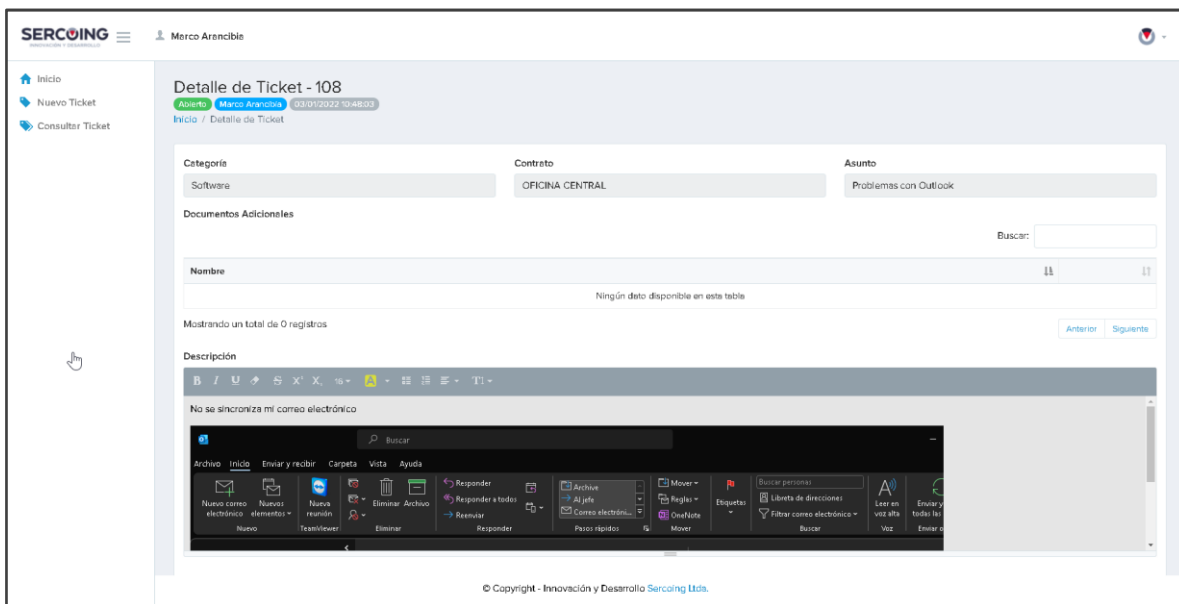 SERCOING
INNOVACIÓN Y DESARROLLO
Marco Arancibia
Inicio
Nuevo Ticket
Consultar Ticket
Detalle de Ticket - 108
Abierto Marco Arancibia 03/01/2022 10:48:03
Inicio / Detalle de Ticket
Categoría Contrato Asunto
Software OFICINA CENTRAL Problemas con Outlook
Documentos Adicionales
Buscar:
Nombre
Ningún dato disponible en esta tabla
Mostrando un total de 0 registros
Anterior Siguiente
Descripción
B I U S X X 16 A T
No se sincroniza mi correo electrónico
Buscar
Archivo Inicio Enviar y recibir Carpeta Vista Ayuda
Responder Archive Mover Buscar personas
Nuevo correo electrónico Nuevos elementos Nueva reunión Eliminar Archivo Responder a todos Al jefe Reglas Etiquetas Libreta de direcciones Leer en voz alta Enviar y todas las
Reenviar Correo electróni... OneNote Filtrar correo electrónico
Nuevo TeamViewer Eliminar Responder Pasos rápidos Mover Buscar Voz Enviar
© Copyright - Innovación y Desarrollo Sercoing Ltda.